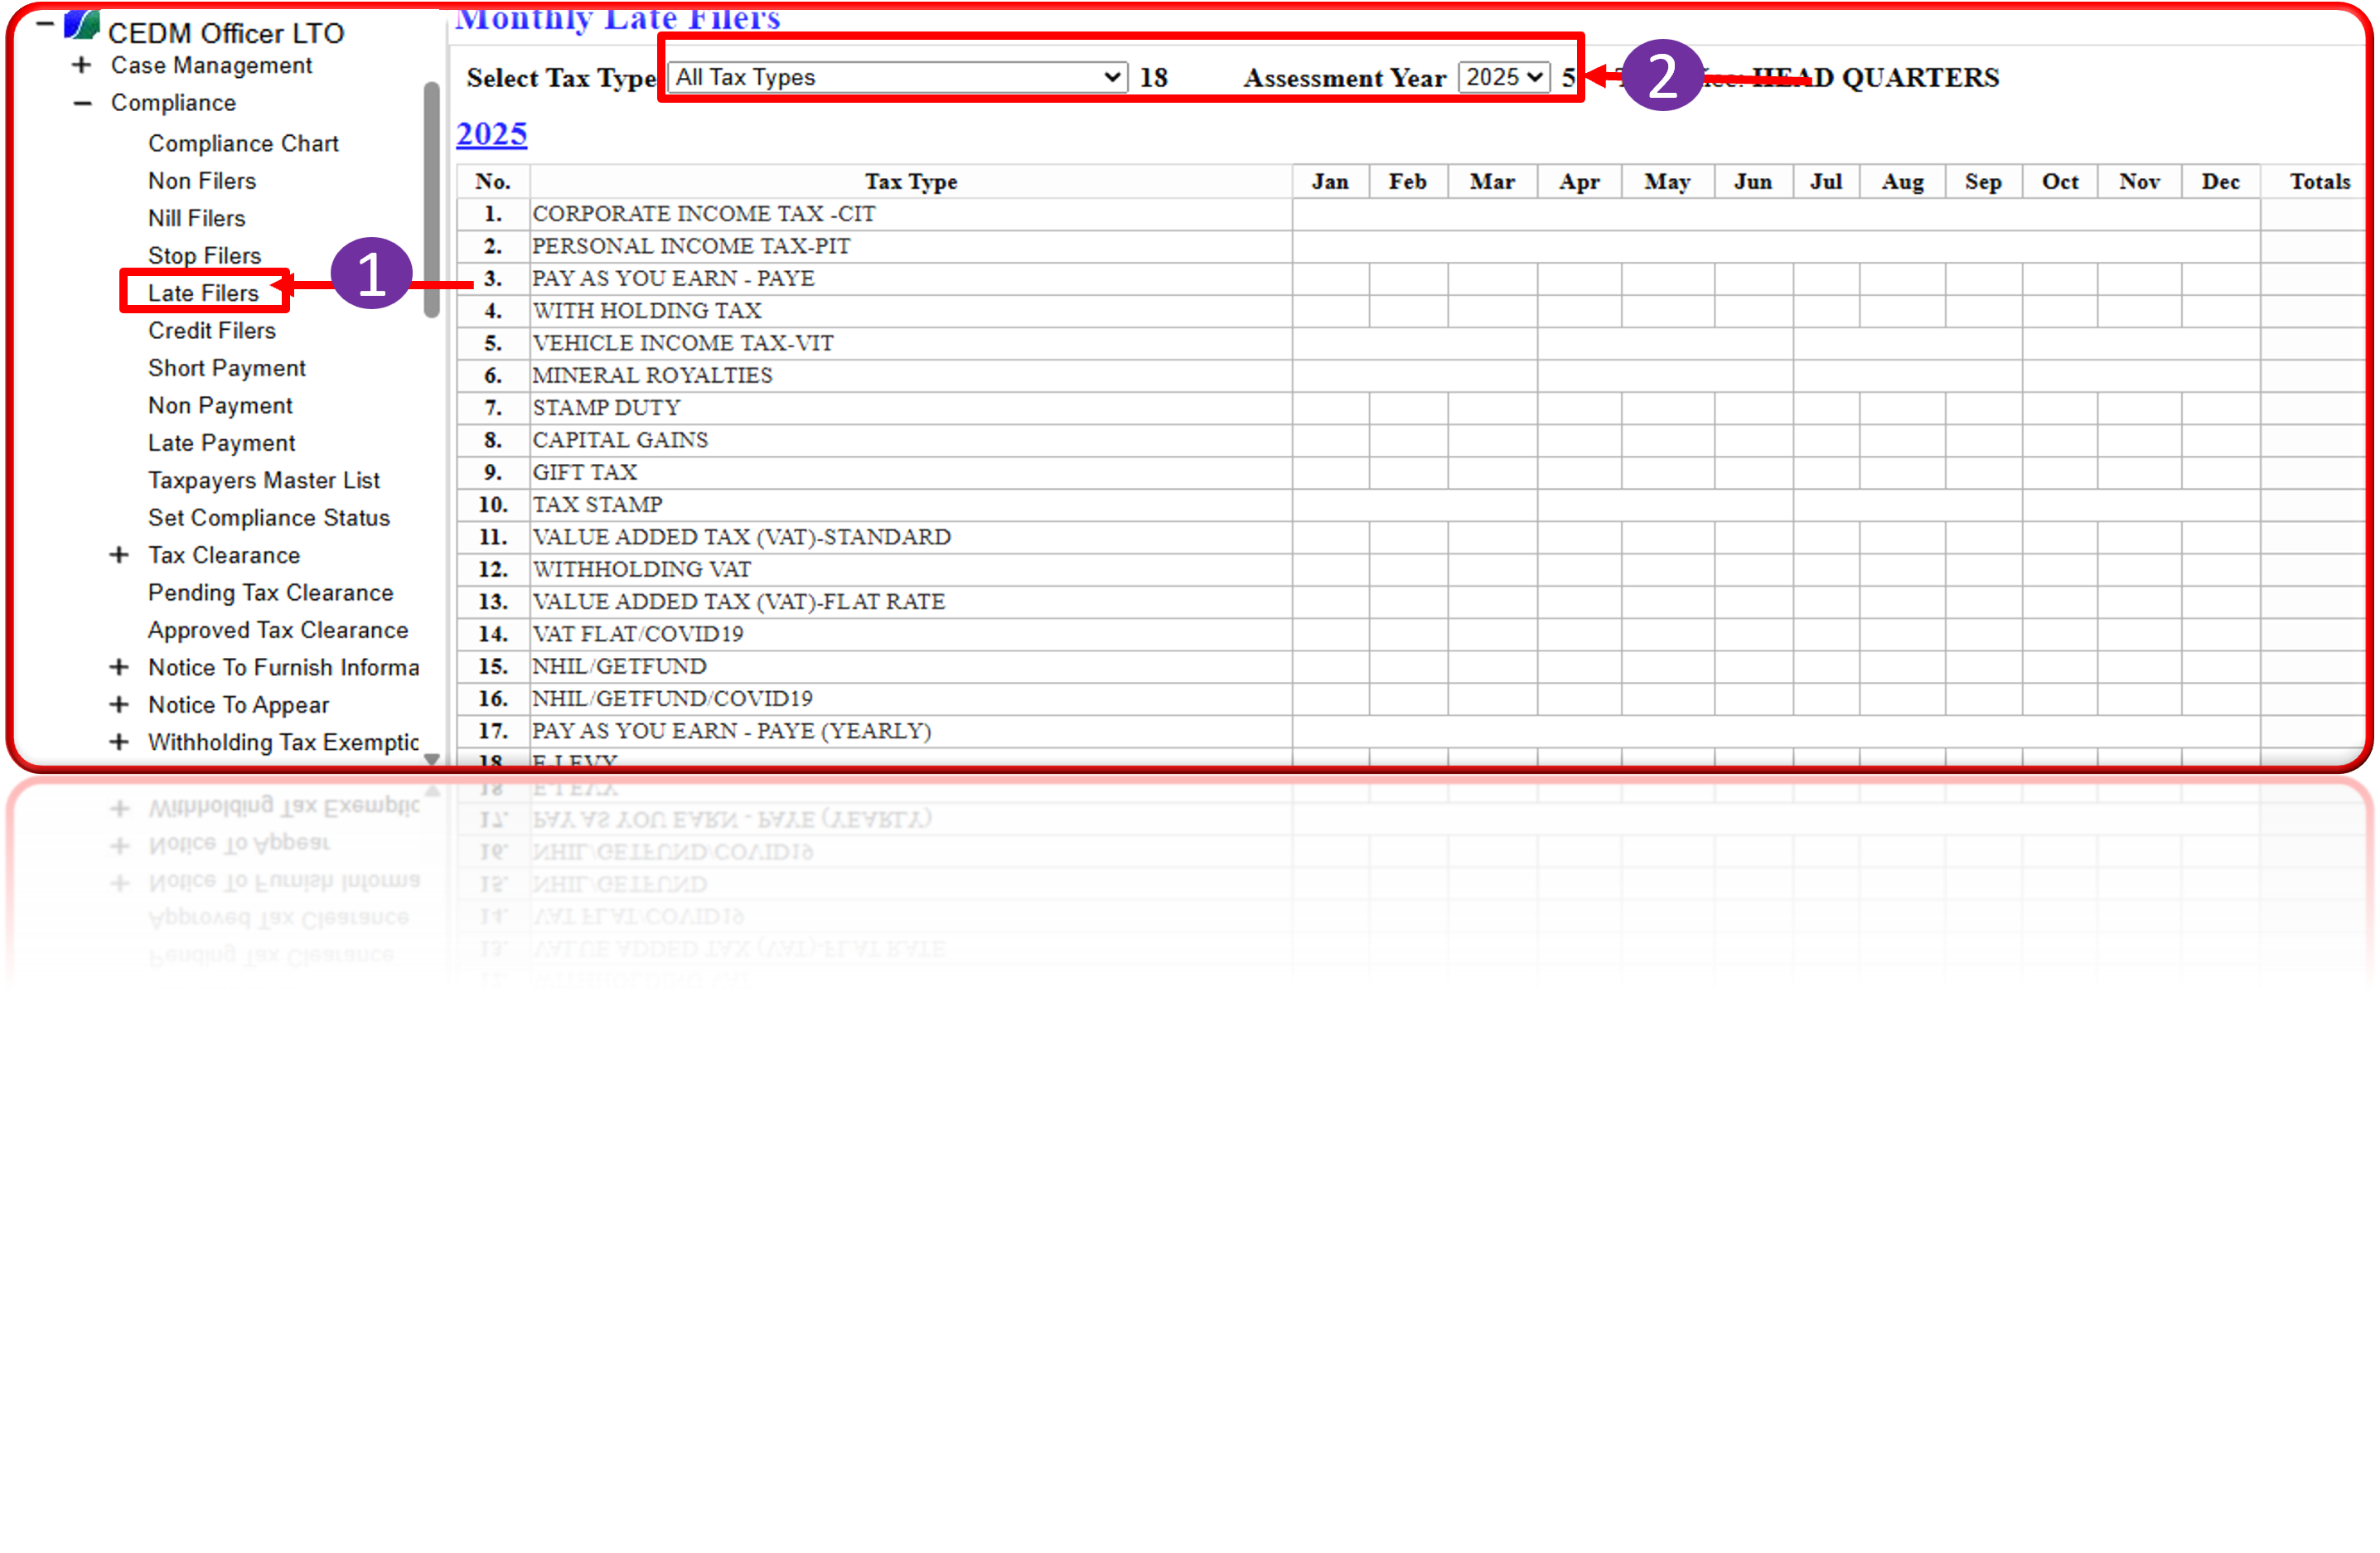 CEDM Officer LTO
Case Management
Compliance
Compliance Chart
Non Filers
Nill Filers
Stop Filers
Late Filers
Credit Filers
Short Payment
Non Payment
Late Payment
Taxpayers Master List
Set Compliance Status
Tax Clearance
Pending Tax Clearance
Approved Tax Clearance
Notice To Furnish Informa
Notice To Appear
Withholding Tax Exemptic
1
Monthly Late Filers
Select Tax Type All Tax Types 18 Assessment Year 2025 5 2 HEAD QUARTERS
2025
No. Tax Type Jan Feb Mar Apr May Jun Jul Aug Sep Oct Nov Dec Totals
1. CORPORATE INCOME TAX -CIT
2. PERSONAL INCOME TAX-PIT
3. PAY AS YOU EARN - PAYE
4. WITH HOLDING TAX
5. VEHICLE INCOME TAX-VIT
6. MINERAL ROYALTIES
7. STAMP DUTY
8. CAPITAL GAINS
9. GIFT TAX
10. TAX STAMP
11. VALUE ADDED TAX (VAT)-STANDARD
12. WITHHOLDING VAT
13. VALUE ADDED TAX (VAT)-FLAT RATE
14. VAT FLAT/COVID19
15. NHIL/GETFUND
16. NHIL/GETFUND/COVID19
17. PAY AS YOU EARN - PAYE (YEARLY)
18. E-LEVY